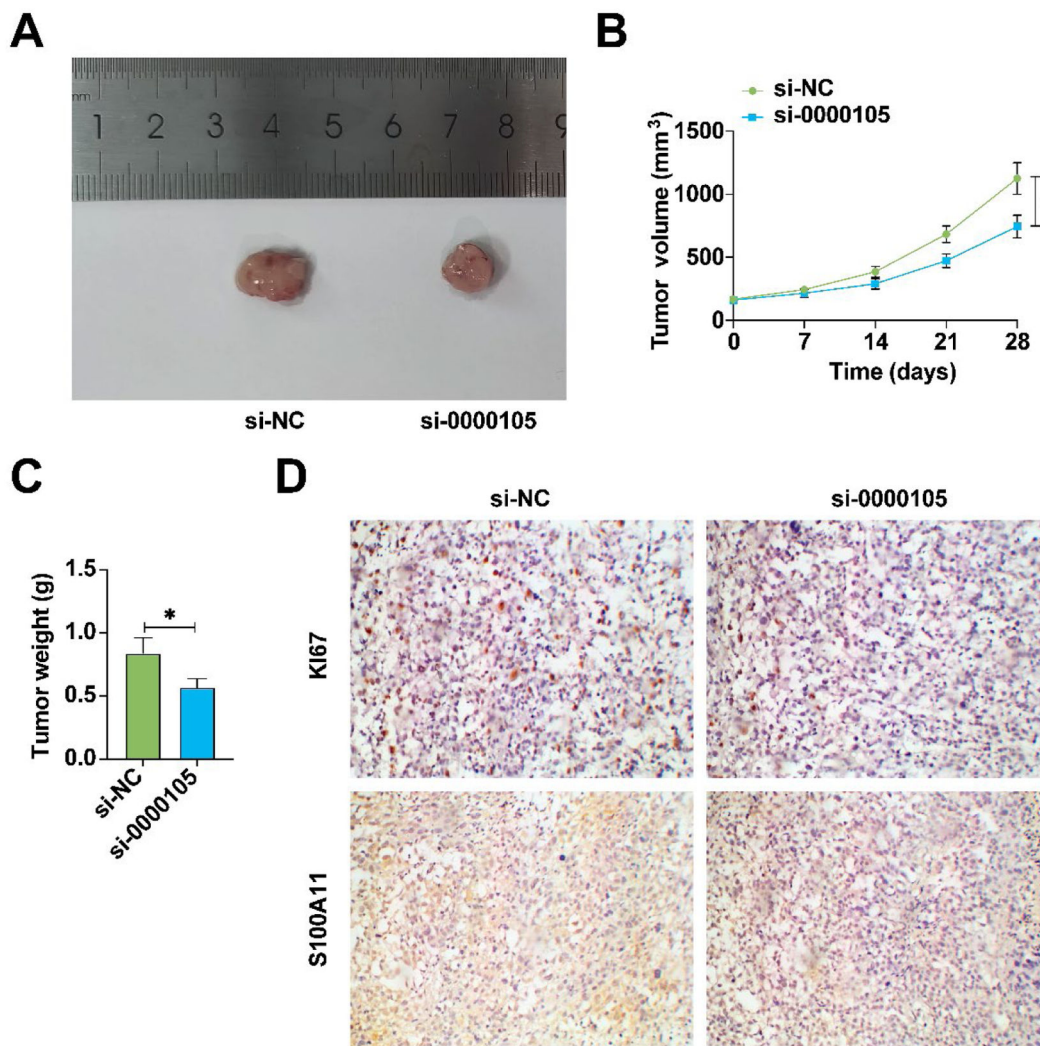 A
mm
1 2 3 4 5 6 7 8 9
si-NC
si-0000105
B
si-NC
si-0000105
1500
1000
500
0
Tumor volume (mm³)
0 7 14 21 28
Time (days)
C
1.5
1.0
0.5
0.0
Tumor weight (g)
*
si-NC
si-0000105
D
si-NC
si-0000105
KI67
S100A11